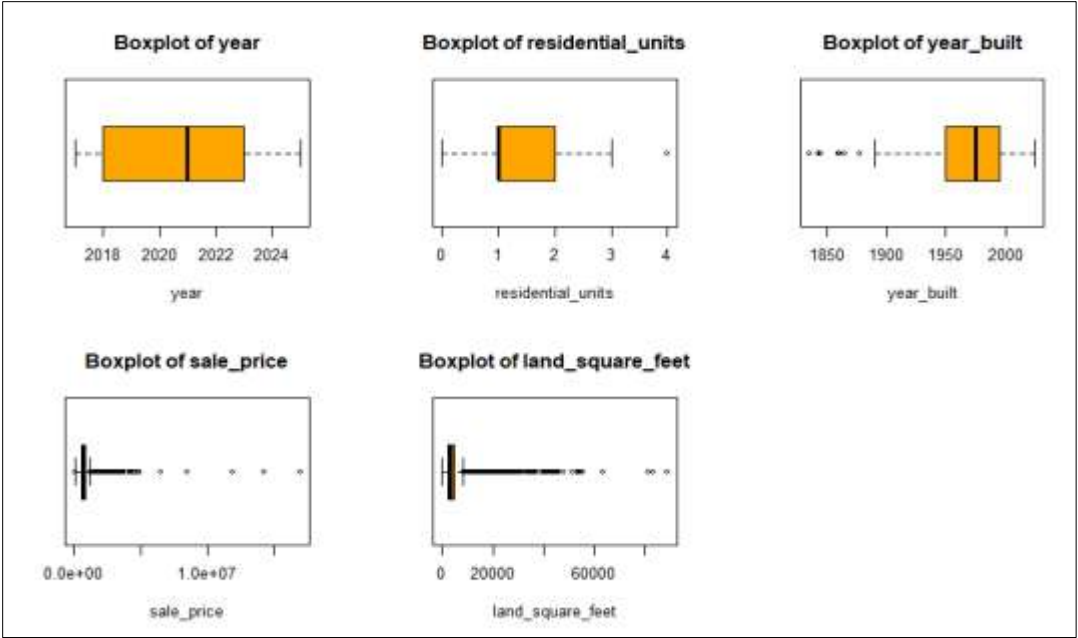 Boxplot of year
2018 2020 2022 2024
year
Boxplot of residential_units
0 1 2 3 4
residential_units
Boxplot of year_built
1850 1900 1950 2000
year_built
Boxplot of sale_price
0.0e+00 1.0e+07
sale_price
Boxplot of land_square_feet
0 20000 60000
land_square_feet